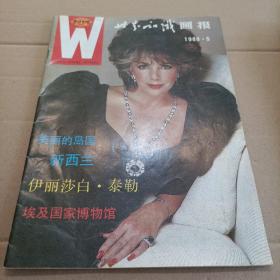 W
世界知识画报
1988·5
美丽的岛国
新西兰
伊丽莎白·泰勒
埃及国家博物馆